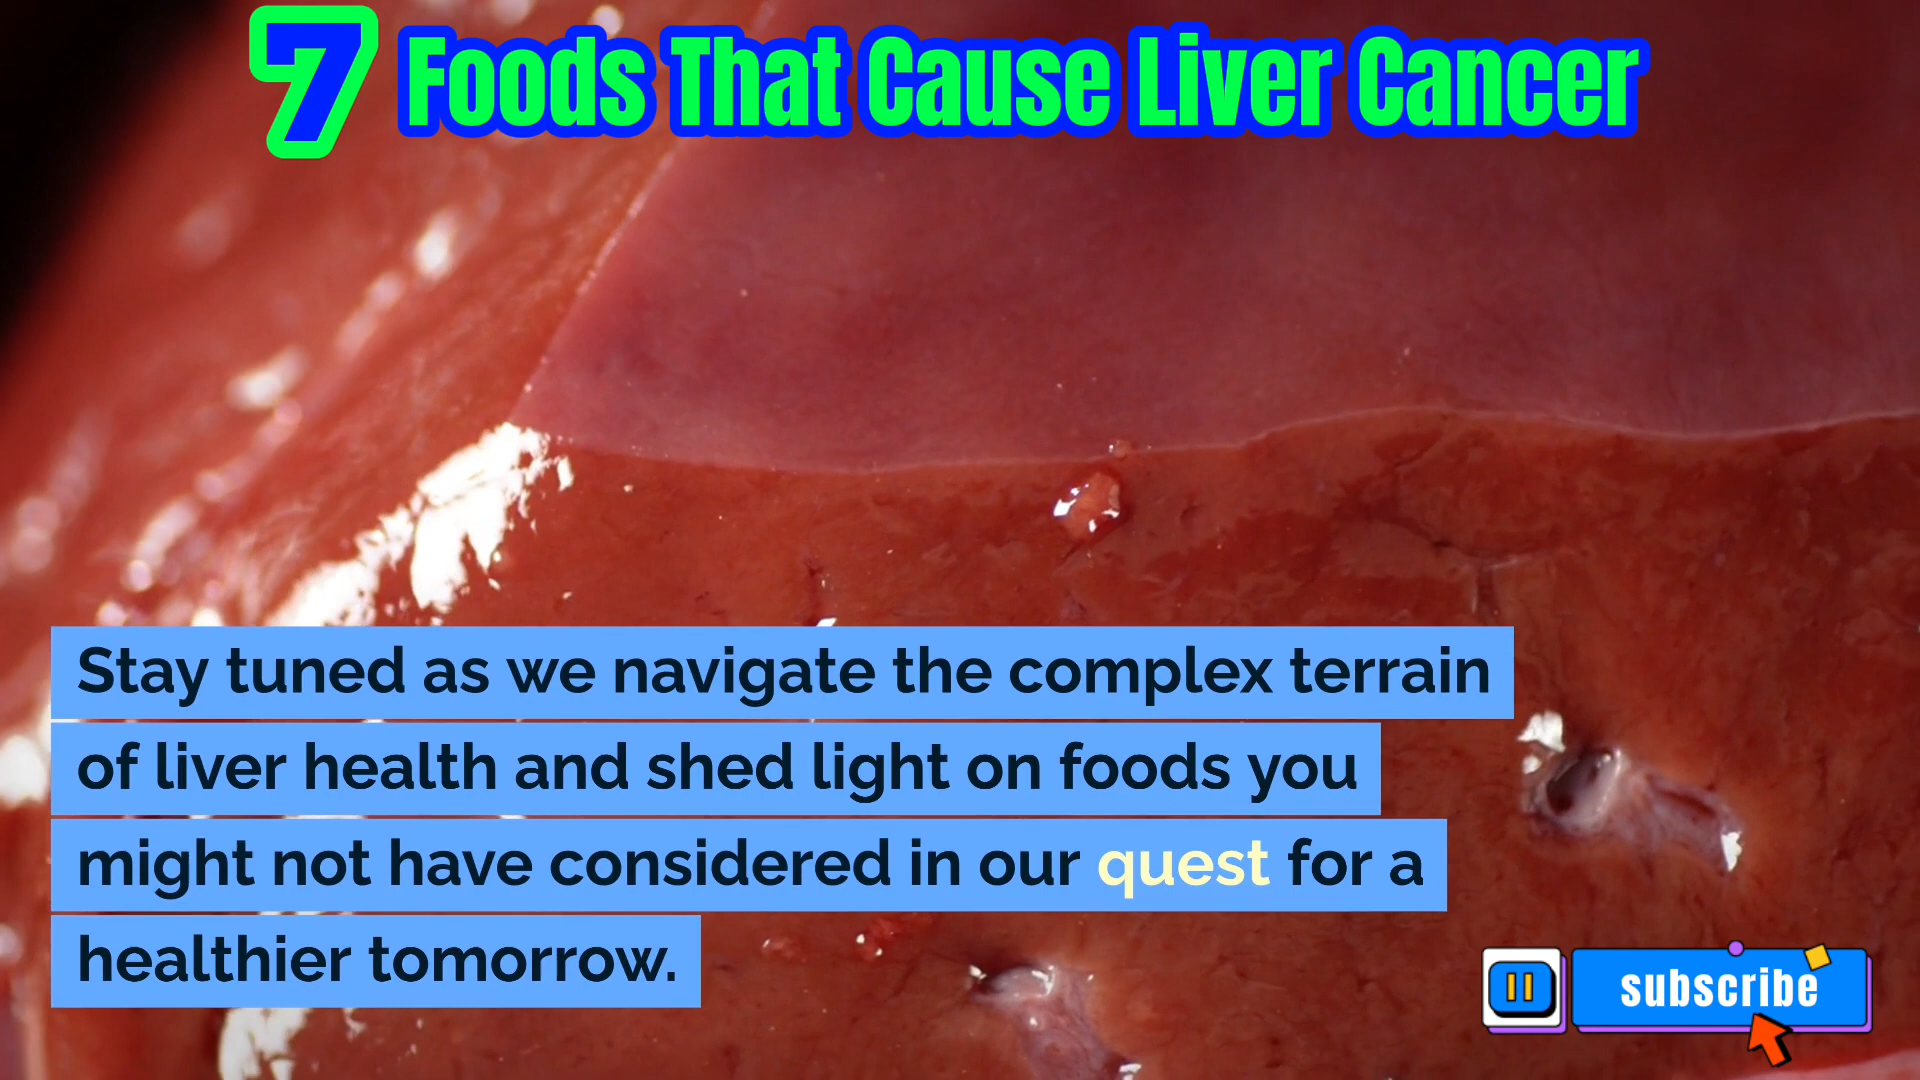 7 Foods That Cause Liver Cancer
Stay tuned as we navigate the complex terrain
of liver health and shed light on foods you
might not have considered in our quest for a
healthier tomorrow.
subscribe